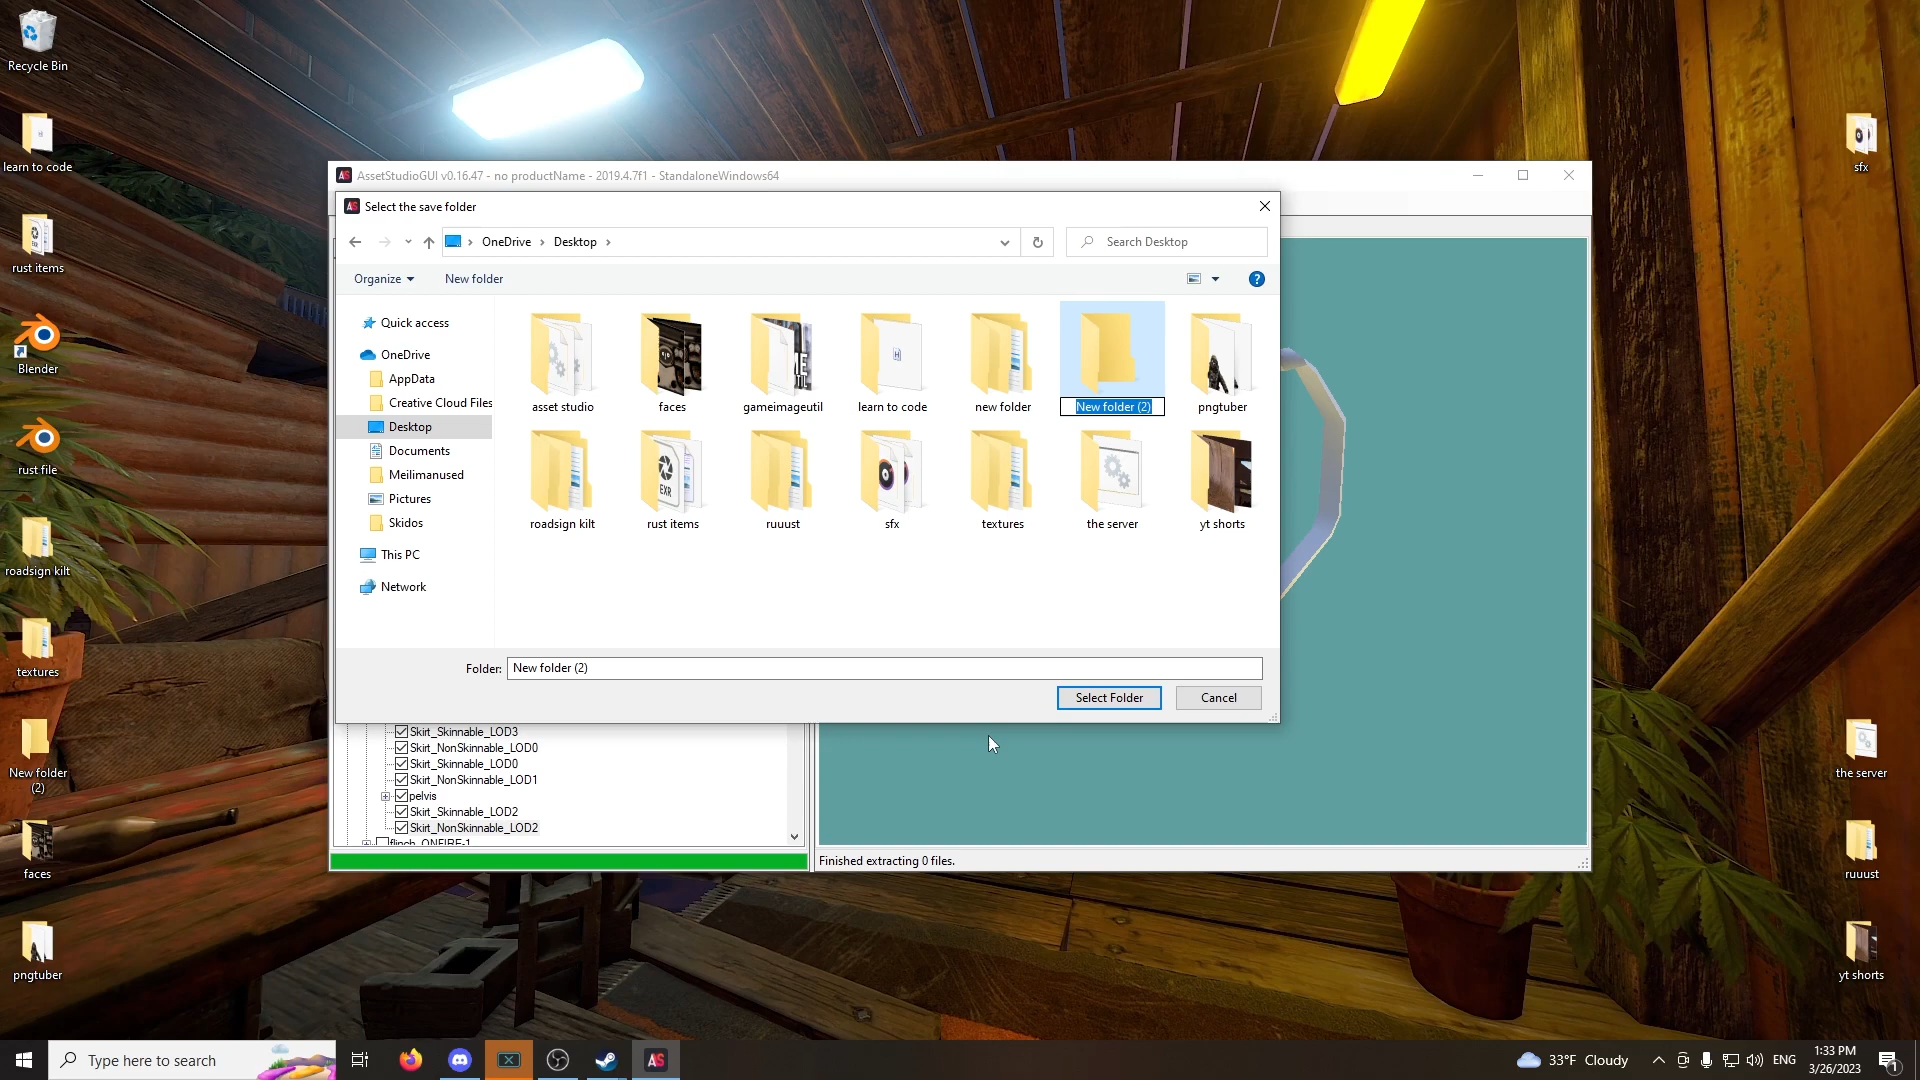 Recycle Bin
learn to code
rust items
Blender
rust file
roadsign kilt
textures
New folder
(2)
faces
pngtuber
AssetStudioGUI v0.16.47 - no productName - 2019.4.7f1 - StandaloneWindows64
Select the save folder
OneDrive
Desktop
Search Desktop
Organize
New folder
Quick access
OneDrive
AppData
Creative Cloud Files
Desktop
Documents
Meilimanused
Pictures
Skidos
This PC
Network
asset studio
faces
gameimageutil
learn to code
new folder
New folder (2)
pngtuber
roadsign kilt
rust items
ruuust
sfx
textures
the server
yt shorts
EXR
Folder:
New folder (2)
Select Folder
Cancel
Skirt_Skinnable_LOD3
Skirt_NonSkinnable_LOD0
Skirt_Skinnable_LOD0
Skirt_NonSkinnable_LOD1
pelvis
Skirt_Skinnable_LOD2
Skirt_NonSkinnable_LOD2
flinch_ONFIRE-1
Finished extracting 0 files.
sfx
the server
ruuust
yt shorts
Type here to search
AS
33°F Cloudy
ENG
1:33 PM
3/26/2023
1